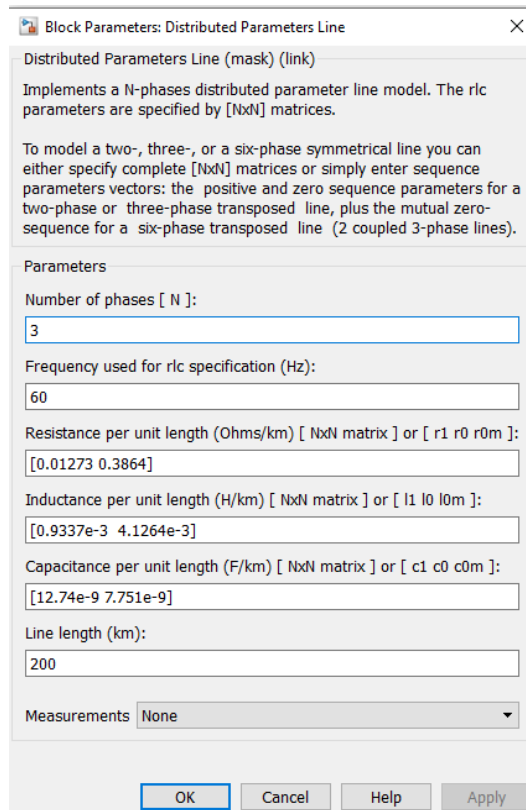 Block Parameters: Distributed Parameters Line
Distributed Parameters Line (mask) (link)
Implements a N-phases distributed parameter line model. The rlc
parameters are specified by [NxN] matrices.
To model a two-, three-, or a six-phase symmetrical line you can
either specify complete [NxN] matrices or simply enter sequence
parameters vectors: the positive and zero sequence parameters for a
two-phase or three-phase transposed line, plus the mutual zero-
sequence for a six-phase transposed line (2 coupled 3-phase lines).
Parameters
Number of phases [ N ]:
3
Frequency used for rlc specification (Hz):
60
Resistance per unit length (Ohms/km) [ NxN matrix ] or [ r1 r0 r0m ]:
[0.01273 0.3864]
Inductance per unit length (H/km) [ NxN matrix ] or [ l1 l0 l0m ]:
[0.9337e-3 4.1264e-3]
Capacitance per unit length (F/km) [ NxN matrix ] or [ c1 c0 c0m ]:
[12.74e-9 7.751e-9]
Line length (km):
200
Measurements None
OK Cancel Help Apply